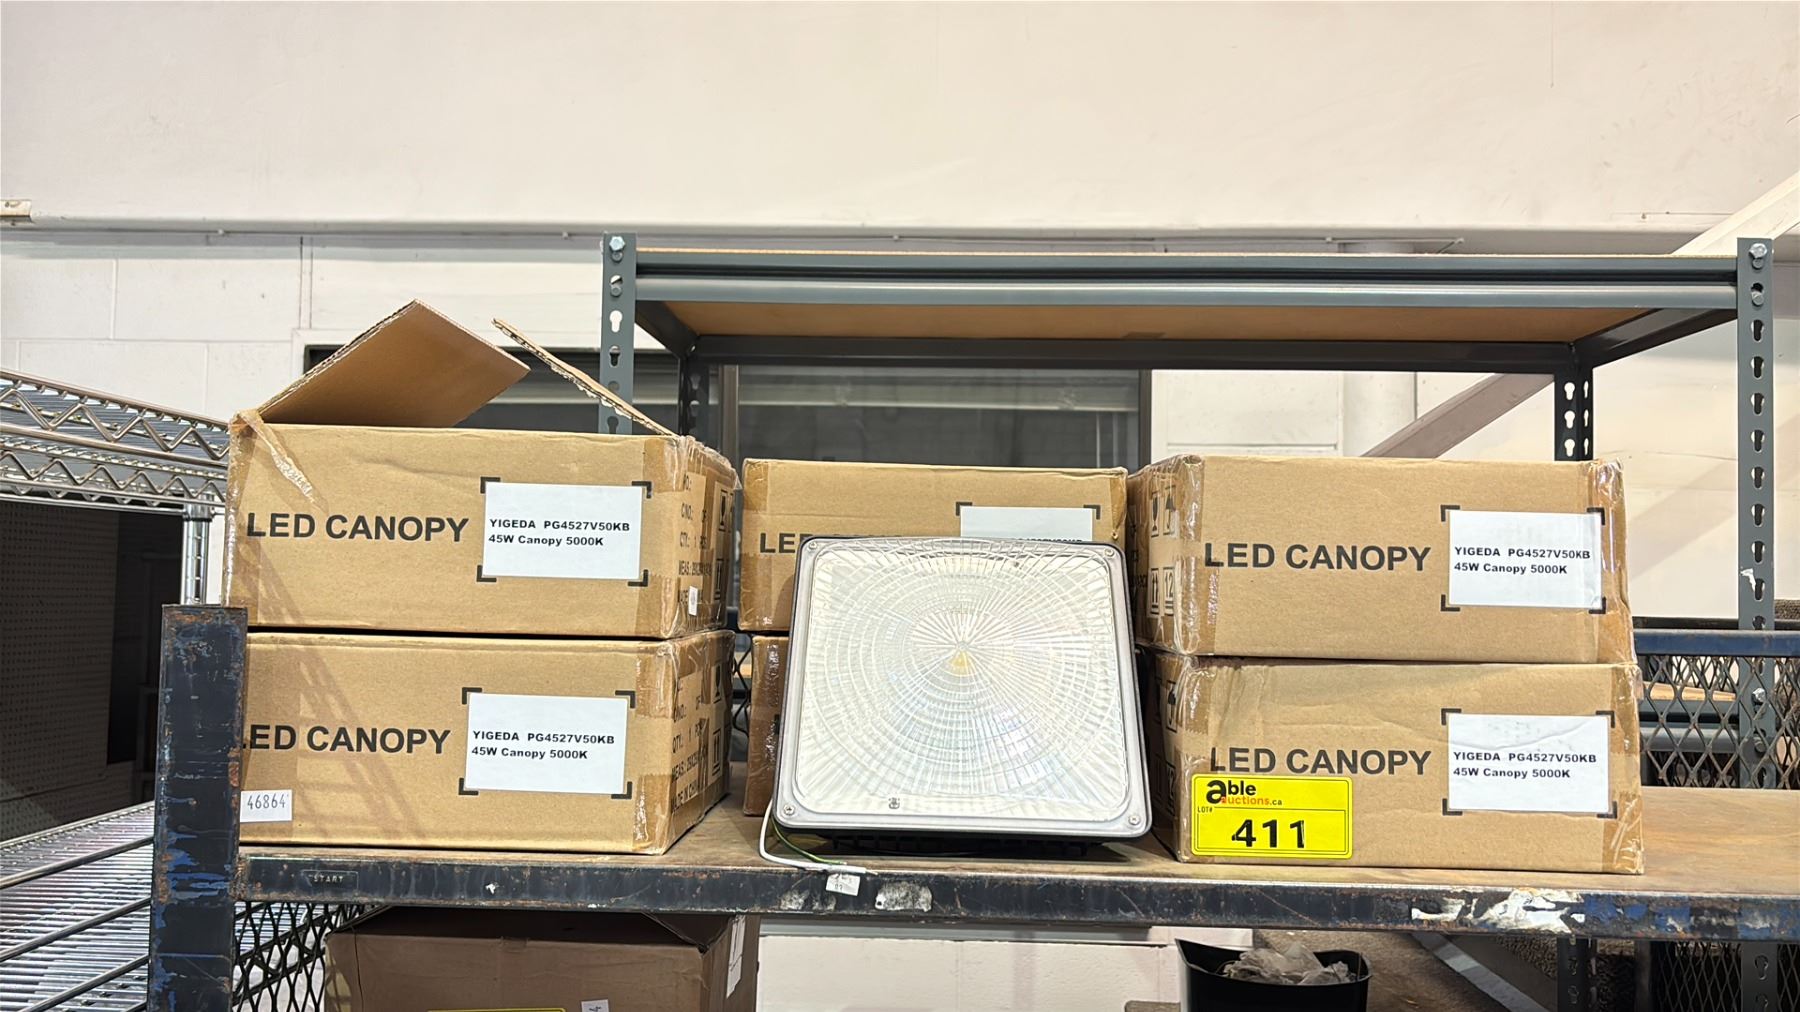 LED CANOPY
YIGEDA PG4527V50KB
45W Canopy 5000K
LED CANOPY
YIGEDA PG4527V50KB
45W Canopy 5000K
LED CANOPY
YIGEDA PG4527V50KB
45W Canopy 5000K
46864
LED CANOPY
YIGEDA PG4527V50KB
45W Canopy 5000K
able
auctions.ca
LOT#
411
START